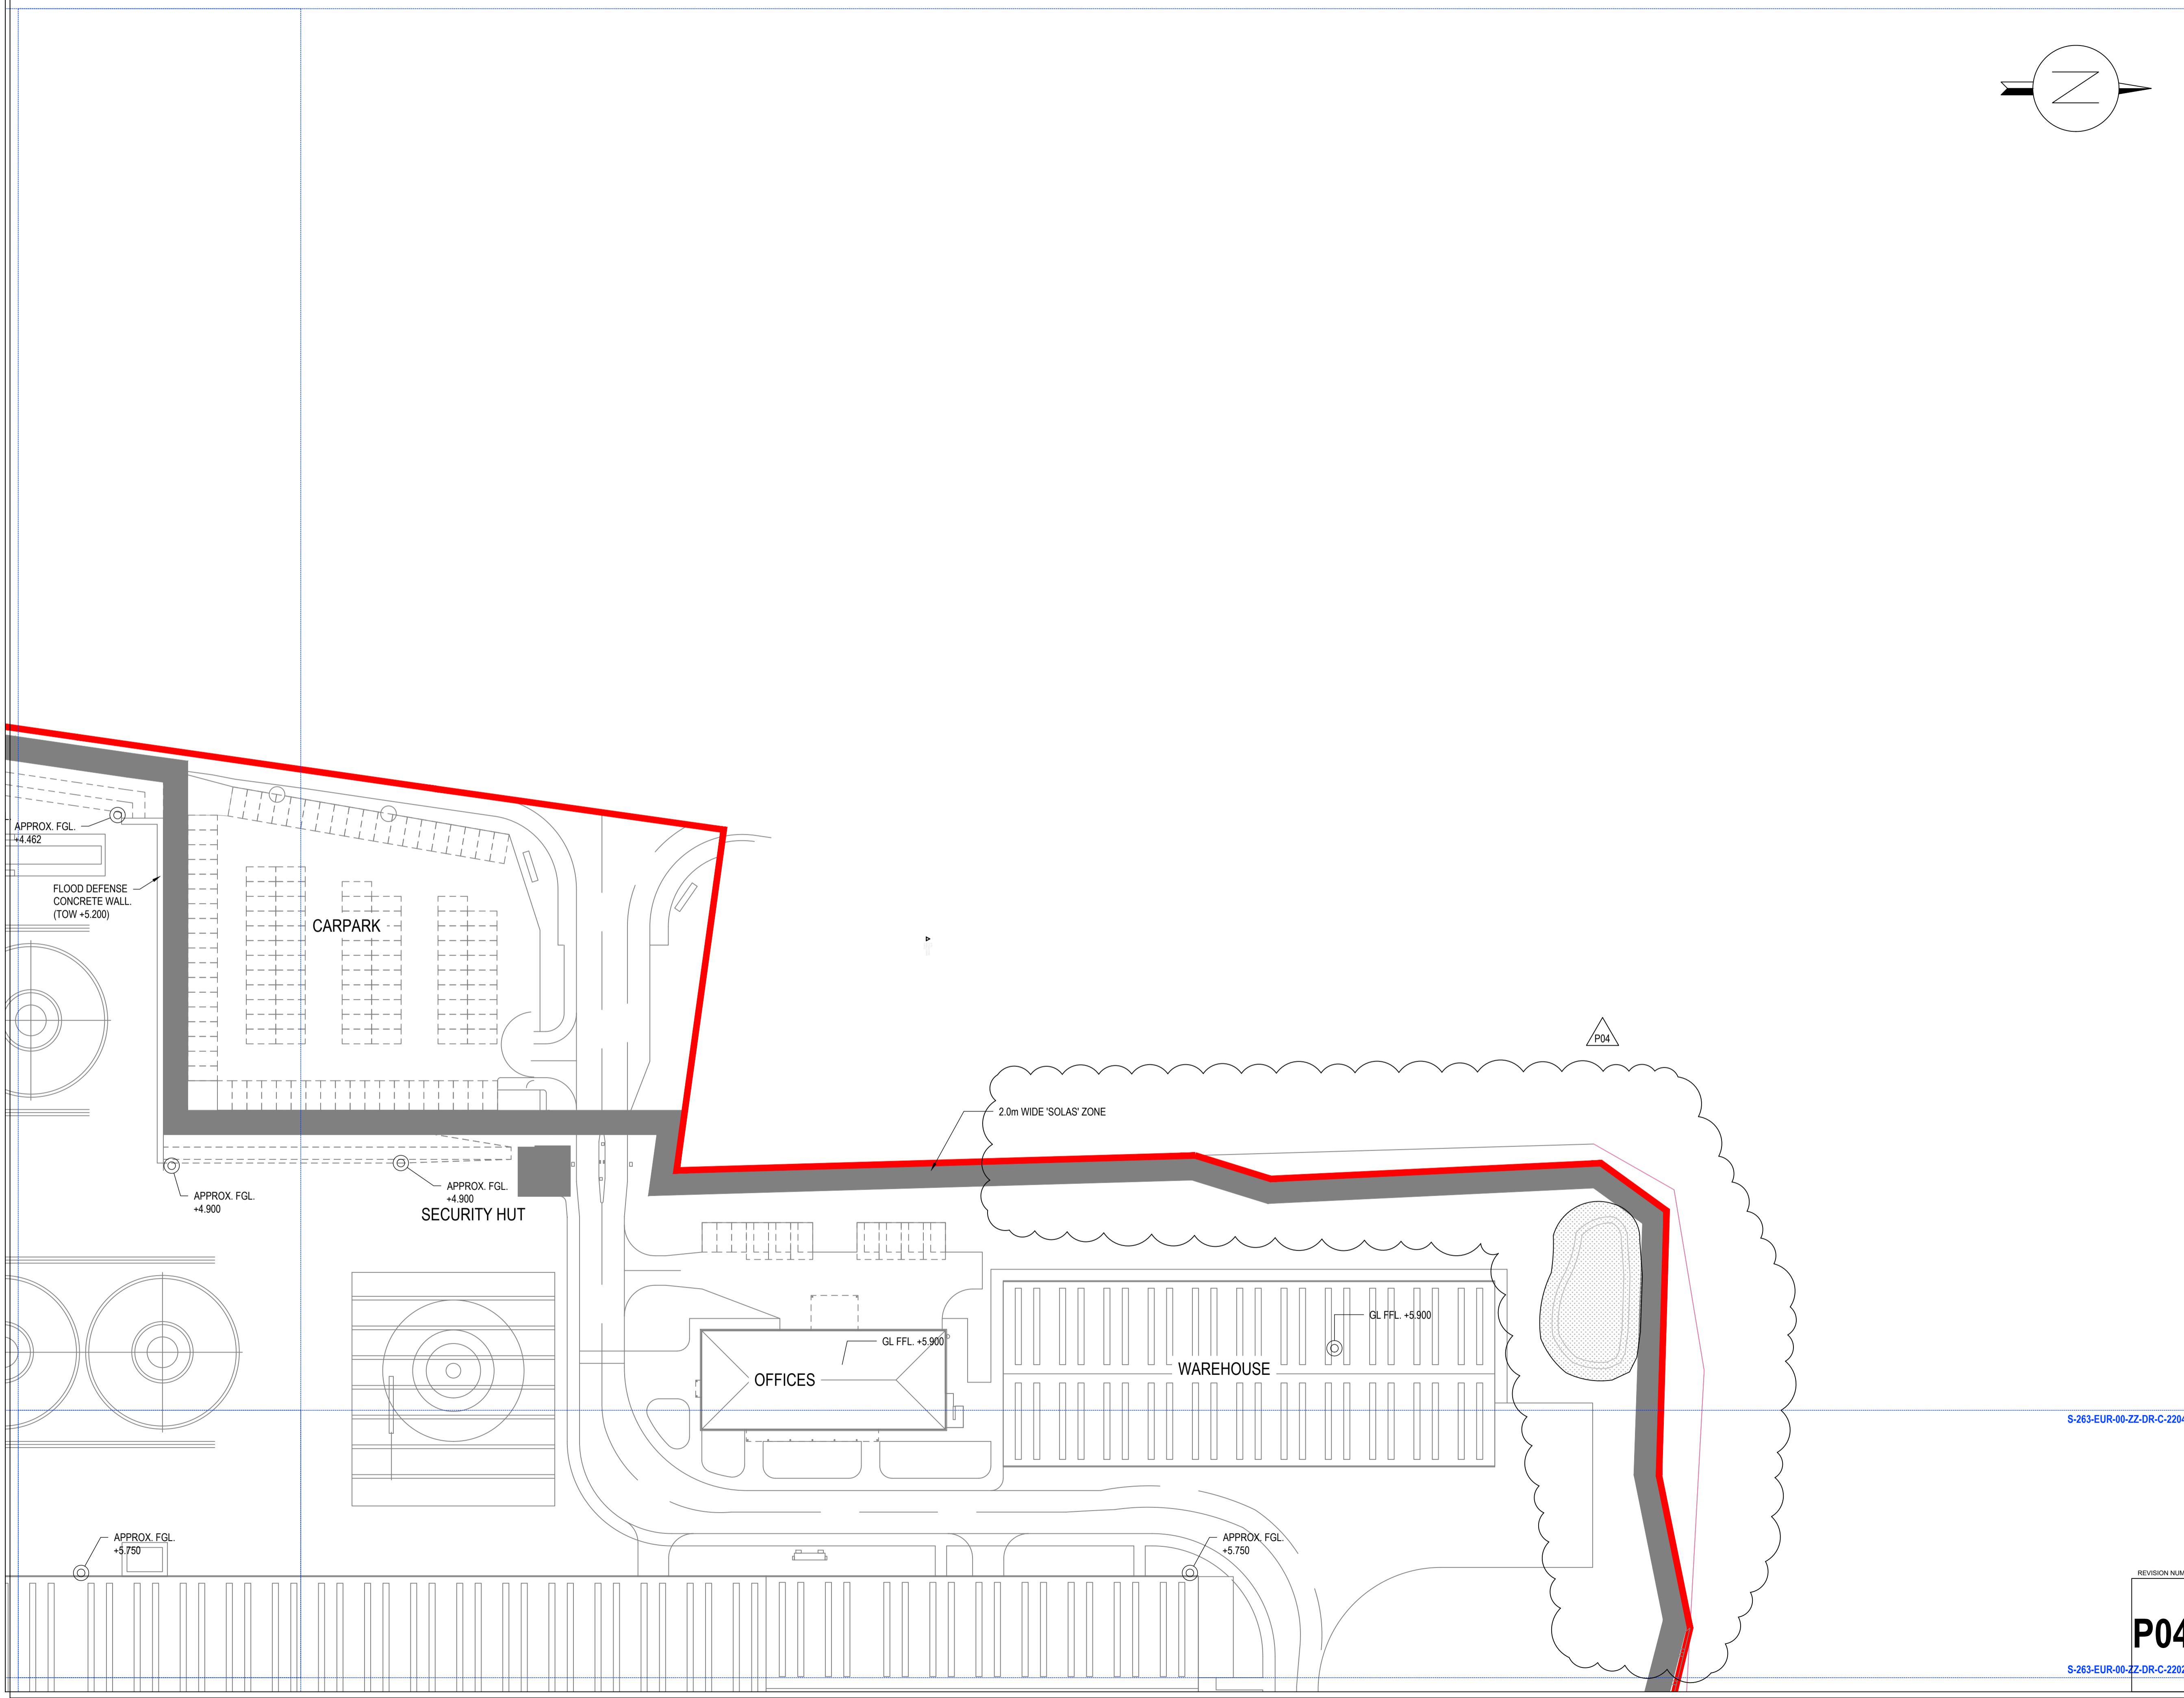 N
APPROX. FGL.
+4.462
FLOOD DEFENSE
CONCRETE WALL.
(TOW +5.200)
CARPARK
P04
2.0m WIDE 'SOLAS' ZONE
APPROX. FGL.
+4.900
APPROX. FGL.
+4.900
SECURITY HUT
GL FFL. +5.900
GL FFL. +5.900
OFFICES
WAREHOUSE
S-263-EUR-00-ZZ-DR-C-2204
APPROX. FGL.
+5.750
APPROX. FGL.
+5.750
REVISION NUM
P04
S-263-EUR-00-ZZ-DR-C-2202